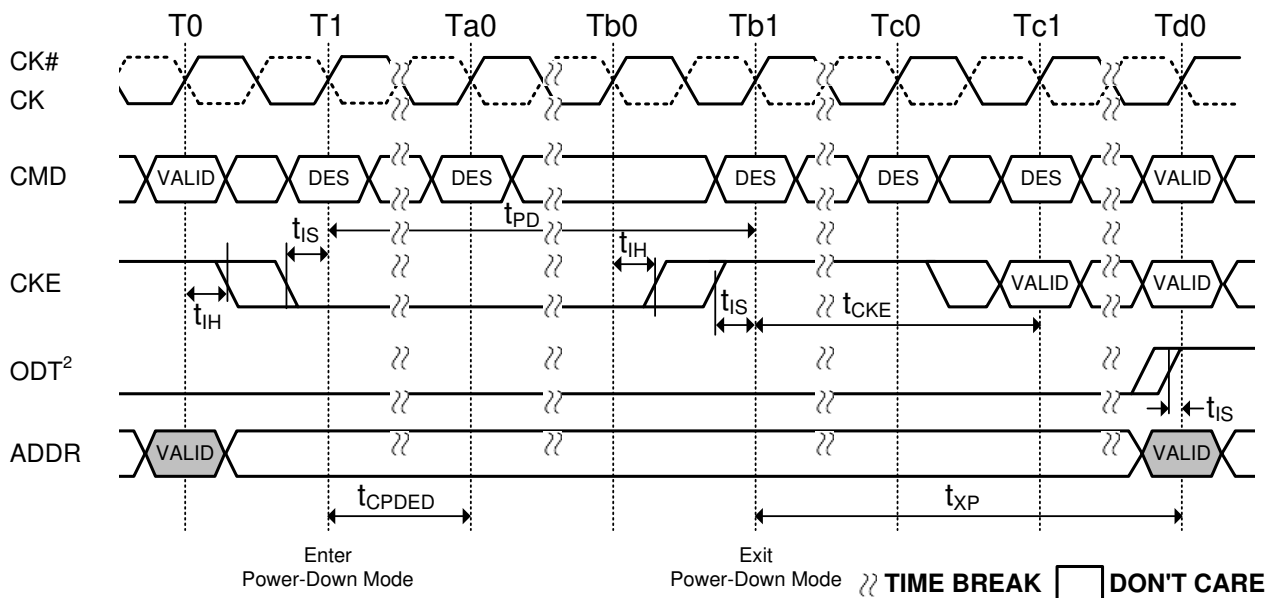 T0 T1 Ta0 Tb0 Tb1 Tc0 Tc1 Td0
CK#
CK
CMD VALID DES DES DES DES DES VALID
tIS tPD tIH
CKE VALID VALID
tIH tIS tCKE
ODT2
tIS
ADDR VALID VALID
tCPDED tXP
Enter
Power-Down Mode
Exit
Power-Down Mode
TIME BREAK DON'T CARE